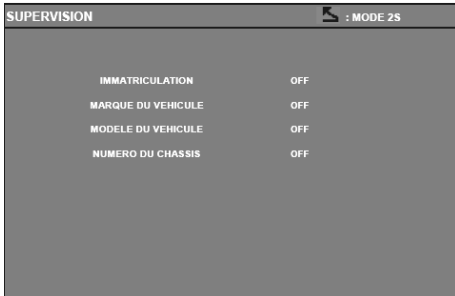 SUPERVISION : MODE 2S
IMMATRICULATION OFF
MARQUE DU VEHICULE OFF
MODELE DU VEHICULE OFF
NUMERO DU CHASSIS OFF